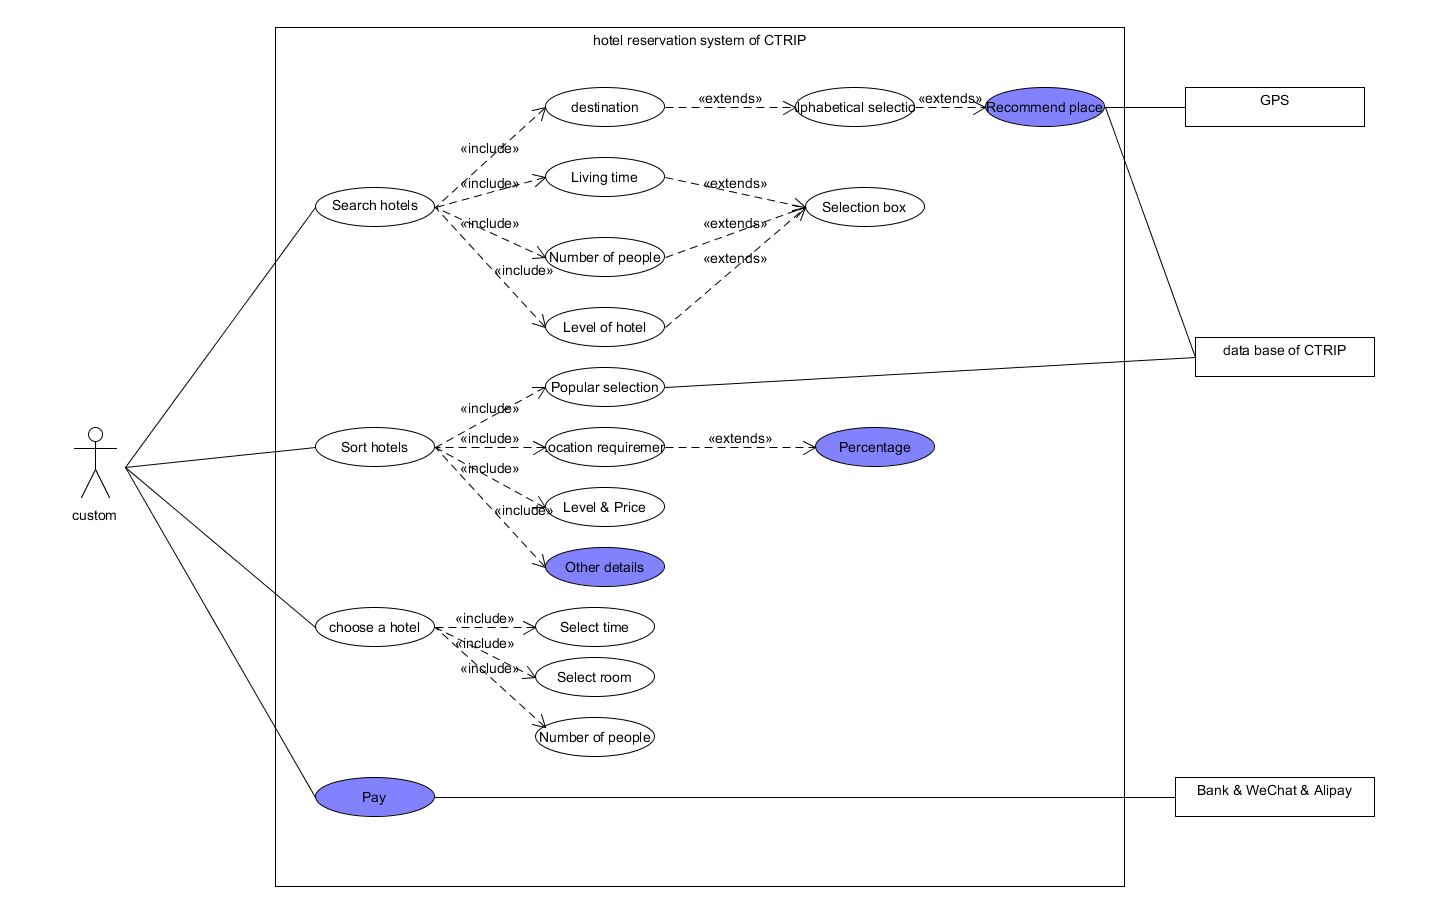 hotel reservation system of CTRIP
destination
«extends»
lphabetical selectio
«extends»
Recommend place
GPS
«include»
Living time
«include»
«extends»
Search hotels
Selection box
«include»
«extends»
Number of people
«extends»
«include»
Level of hotel
data base of CTRIP
Popular selection
«include»
Sort hotels
«include»
ocation requiremen
«extends»
Percentage
«include»
Level & Price
«include»
custom
Other details
«include»
choose a hotel
Select time
«include»
«include»
Select room
Number of people
Pay
Bank & WeChat & Alipay